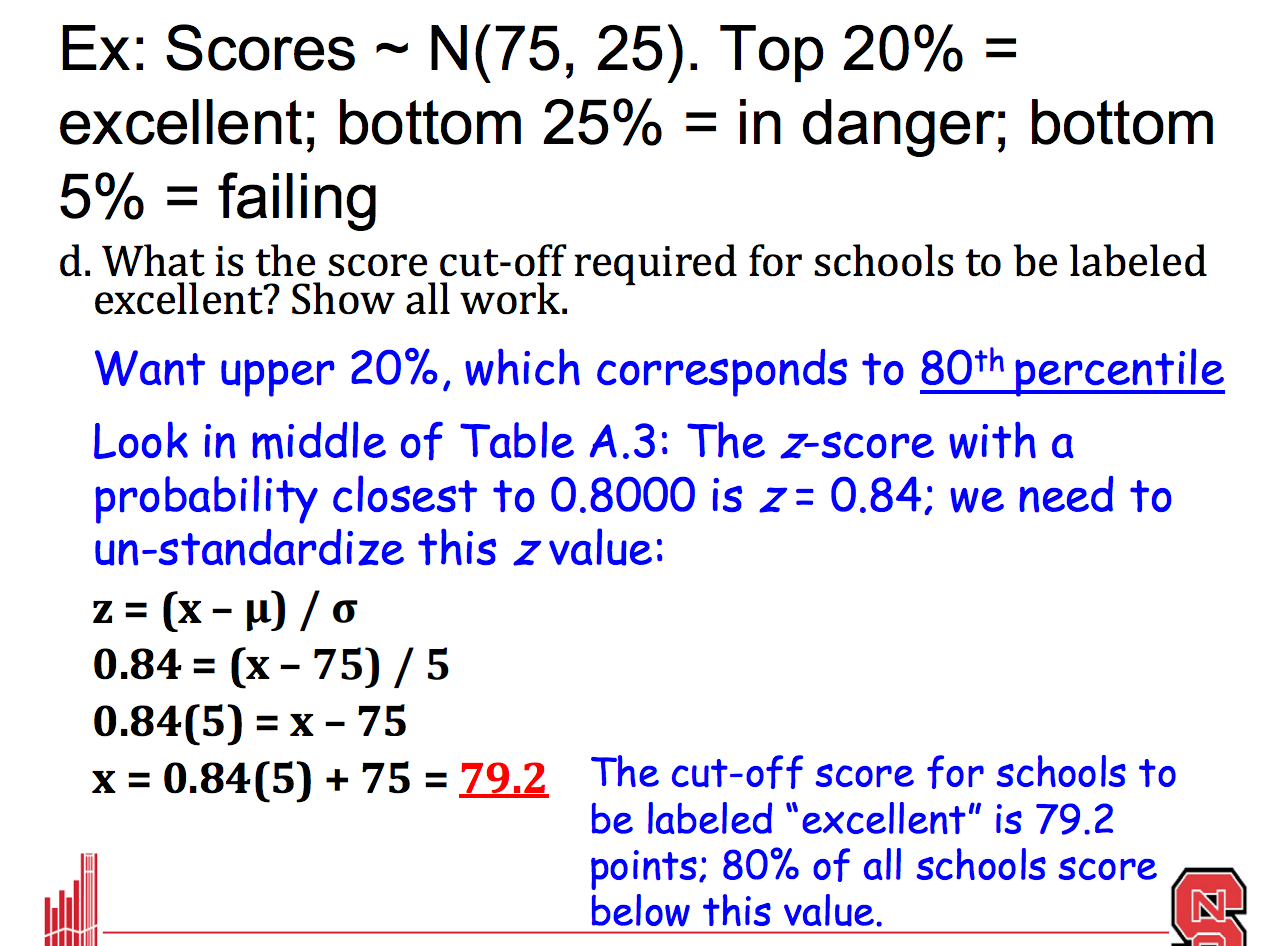 Ex: Scores ~ N(75, 25). Top 20% =
excellent; bottom 25% = in danger; bottom
5% = failing
d. What is the score cut-off required for schools to be labeled
excellent? Show all work.
Want upper 20%, which corresponds to 80th percentile
Look in middle of Table A.3: The z-score with a
probability closest to 0.8000 is z = 0.84; we need to
un-standardize this z value:
z = (x – μ) / σ
0.84 = (x – 75) / 5
0.84(5) = x – 75
x = 0.84(5) + 75 = 79.2
The cut-off score for schools to
be labeled “excellent” is 79.2
points; 80% of all schools score
below this value.